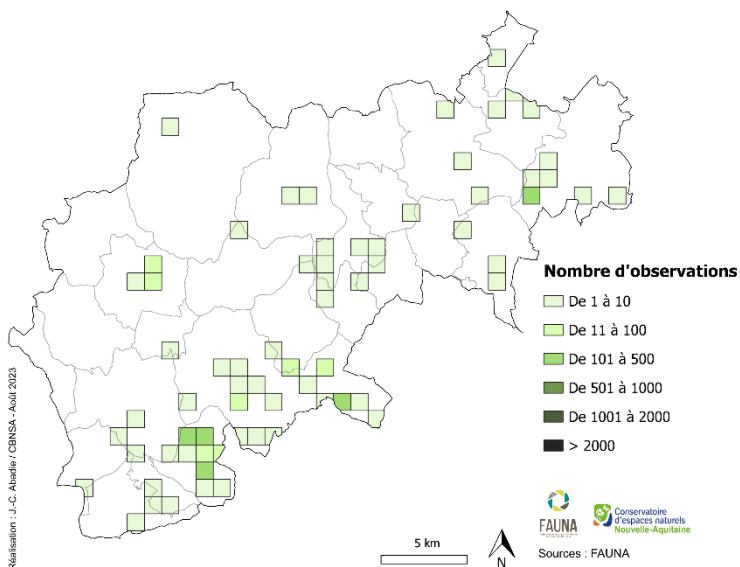 Nombre d'observations
De 1 à 10
De 11 à 100
De 101 à 500
De 501 à 1000
De 1001 à 2000
> 2000
Réalisation : J.-C. Abadie / CBNSA - Août 2023
5 km
N
FAUNA
Conservatoire
d'espaces naturels
Nouvelle-Aquitaine
Sources : FAUNA